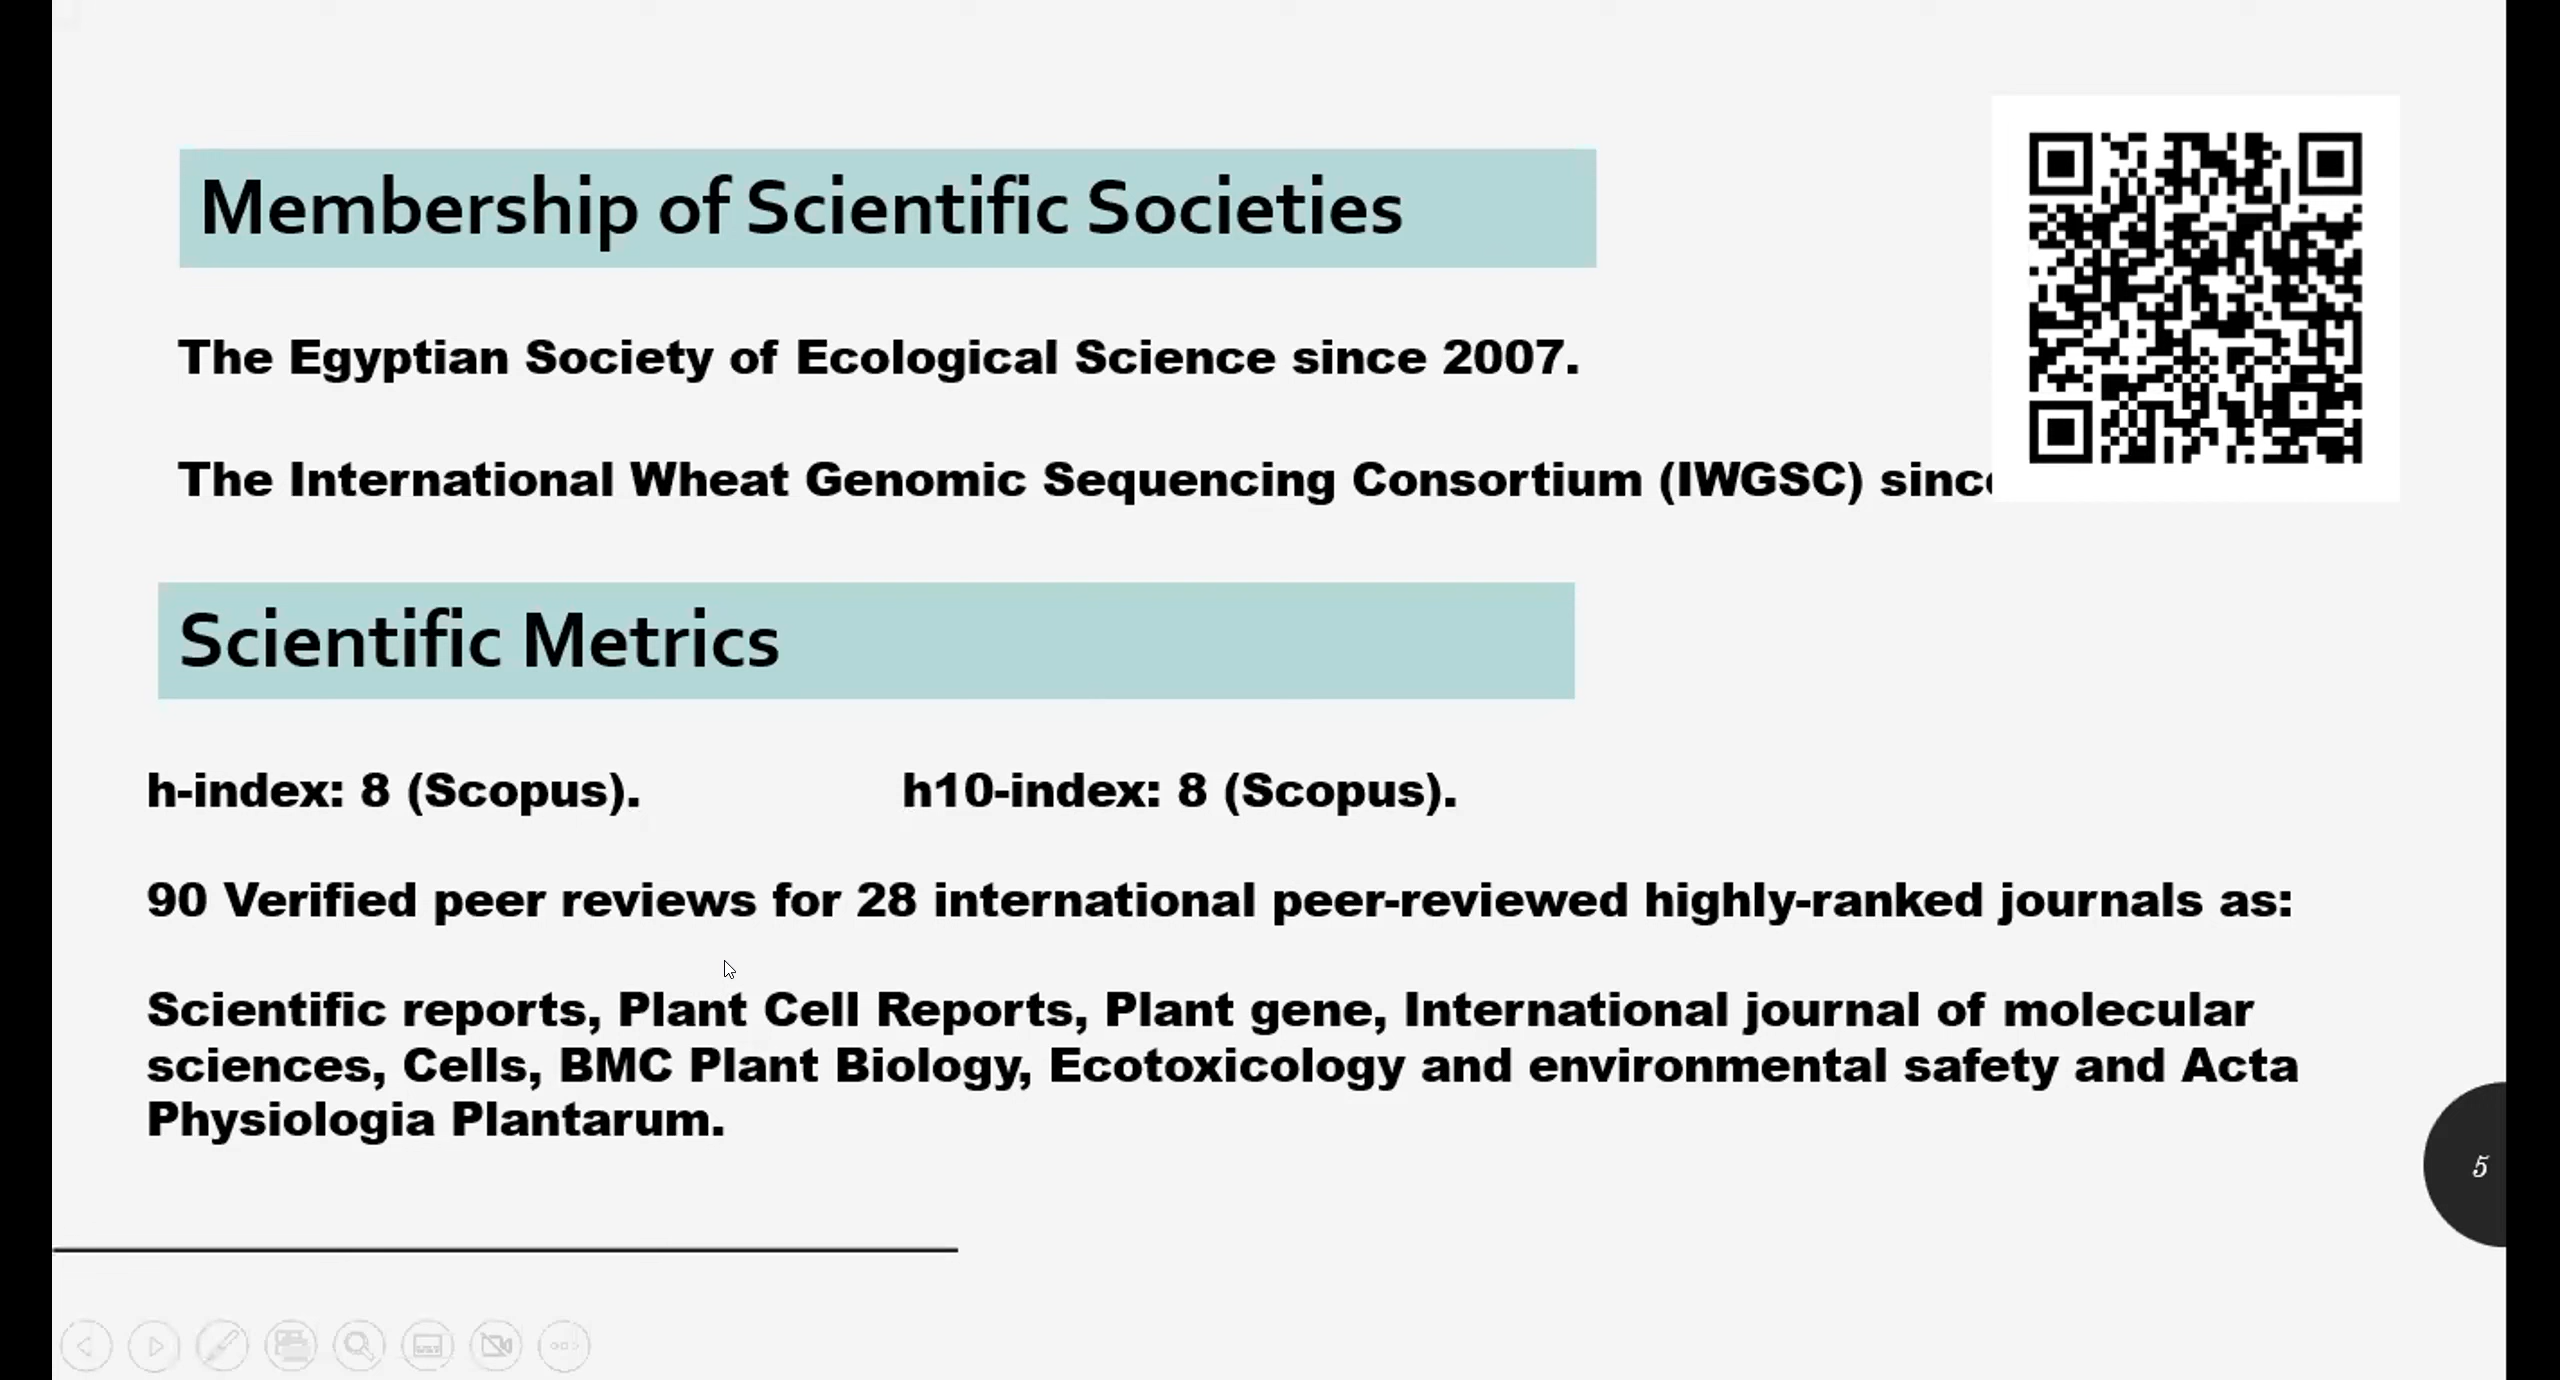 Membership of Scientific Societies
The Egyptian Society of Ecological Science since 2007.
The International Wheat Genomic Sequencing Consortium (IWGSC)
Scientific Metrics
h-index: 8 (Scopus). h10-index: 8 (Scopus).
90 Verified peer reviews for 28 international peer-reviewed highly-ranked journals as:
Scientific reports, Plant Cell Reports, Plant gene, International journal of molecular
sciences, Cells, BMC Plant Biology, Ecotoxicology and environmental safety and Acta
Physiologia Plantarum.
5